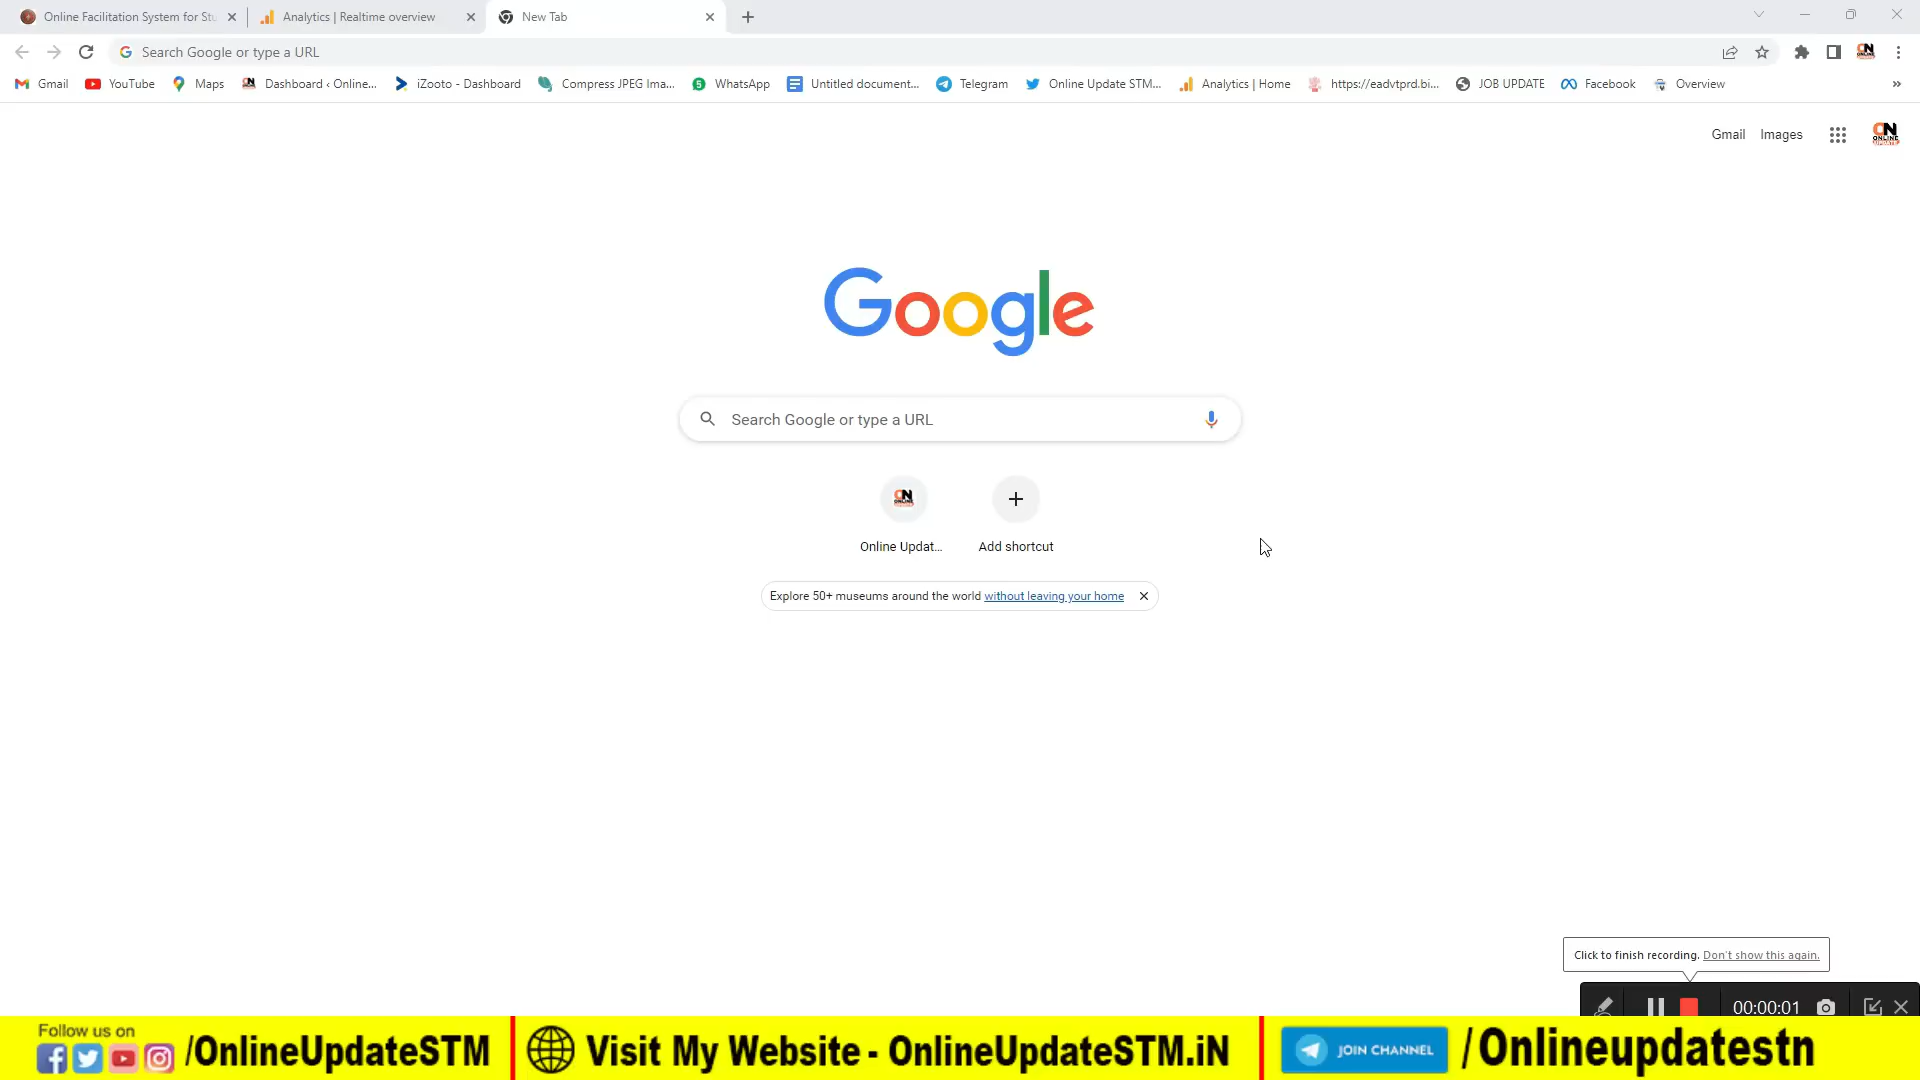 Online Facilitation System for Stu
Analytics | Realtime overview
New Tab
Search Google or type a URL
Gmail
YouTube
Maps
Dashboard ‹ Online...
iZooto - Dashboard
Compress JPEG Ima...
WhatsApp
Untitled document...
Telegram
Online Update STM...
Analytics | Home
https://eadvtprd.bi...
JOB UPDATE
Facebook
Overview
»
Gmail Images
ON
ONLINE
UPDATE
Google
Search Google or type a URL
Online Updat...
Add shortcut
Explore 50+ museums around the world without leaving your home
Click to finish recording. Don't show this again.
00:00:01
Follow us on
/OnlineUpdateSTM
Visit My Website - OnlineUpdateSTM.iN
JOIN CHANNEL
/Onlineupdatestn